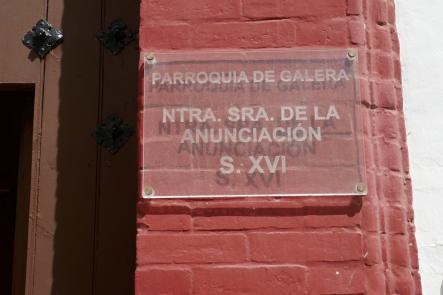 PARROQUIA DE GALERA
NTRA. SRA. DE LA
ANUNCIACIÓN
S. XVI